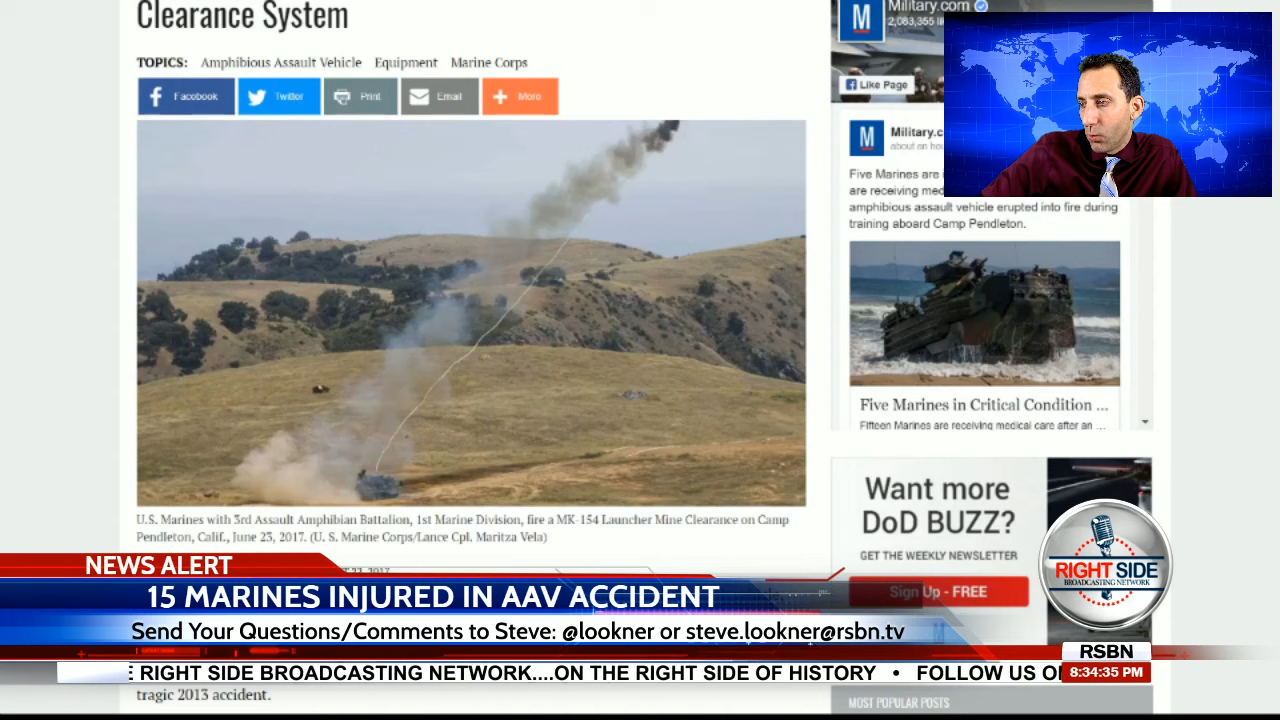 Clearance System
TOPICS: Amphibious Assault Vehicle Equipment Marine Corps
Facebook Twitter Print Email More
U.S. Marines with 3rd Assault Amphibian Battalion, 1st Marine Division, fire a MK-154 Launcher Mine Clearance on Camp
Pendleton, Calif., June 23, 2017. (U. S. Marine Corps/Lance Cpl. Maritza Vela)
Military.com
2,083,355
Like Page
Military.c
about an hou
Five Marines are
are receiving med
amphibious assault vehicle erupted into fire during
training aboard Camp Pendleton.
Five Marines in Critical Condition ...
Fifteen Marines are receiving medical care after an ...
Want more
DoD BUZZ?
GET THE WEEKLY NEWSLETTER
Sign Up - FREE
RIGHT SIDE
BROADCASTING NETWORK
NEWS ALERT
15 MARINES INJURED IN AAV ACCIDENT
Send Your Questions/Comments to Steve: @lookner or steve.lookner@rsbn.tv
RSBN
8:34:35 PM
E RIGHT SIDE BROADCASTING NETWORK....ON THE RIGHT SIDE OF HISTORY • FOLLOW US O
tragic 2013 accident.
MOST POPULAR POSTS